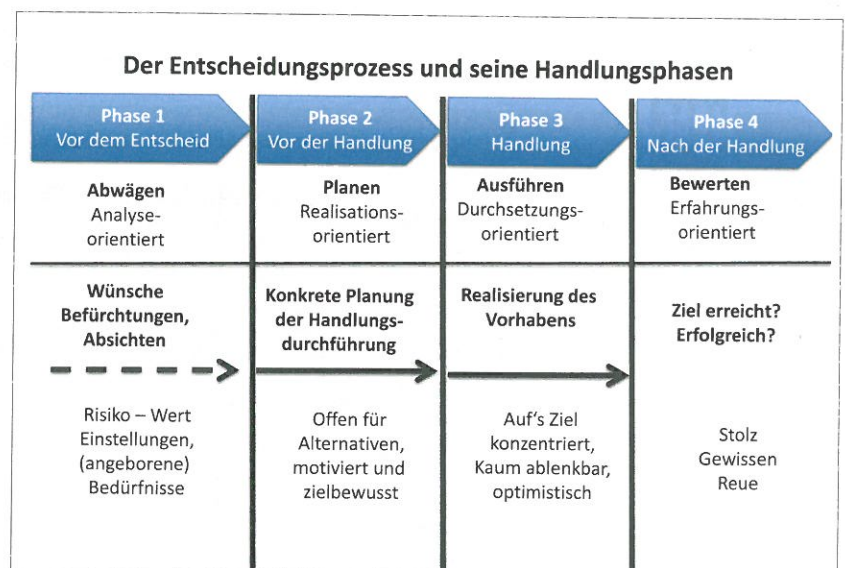 Der Entscheidungsprozess und seine Handlungsphasen
Phase 1
Vor dem Entscheid
Abwägen
Analyse-
orientiert
Wünsche
Befürchtungen,
Absichten
Risiko – Wert
Einstellungen,
(angeborene)
Bedürfnisse
Phase 2
Vor der Handlung
Planen
Realisations-
orientiert
Konkrete Planung
der Handlungs-
durchführung
Offen für
Alternativen,
motiviert und
zielbewusst
Phase 3
Handlung
Ausführen
Durchsetzungs-
orientiert
Realisierung des
Vorhabens
Auf‘s Ziel
konzentriert,
Kaum ablenkbar,
optimistisch
Phase 4
Nach der Handlung
Bewerten
Erfahrungs-
orientiert
Ziel erreicht?
Erfolgreich?
Stolz
Gewissen
Reue